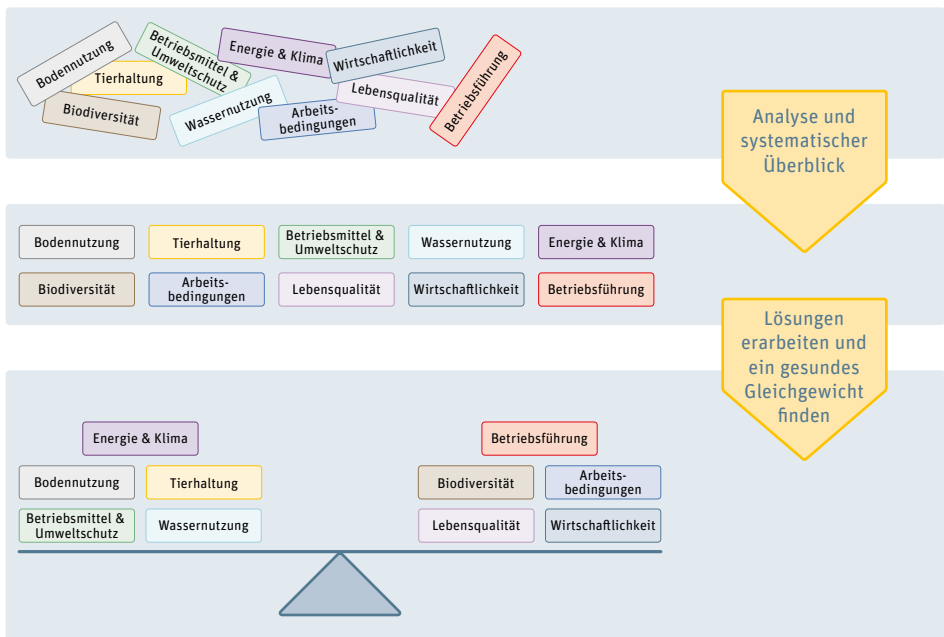 Bodennutzung
Tierhaltung
Betriebsmittel &
Umweltschutz
Energie & Klima
Wirtschaftlichkeit
Biodiversität
Wassernutzung
Arbeits-
bedingungen
Lebensqualität
Betriebsführung
Analyse und
systematischer
Überblick
Bodennutzung
Tierhaltung
Betriebsmittel &
Umweltschutz
Wassernutzung
Energie & Klima
Biodiversität
Arbeits-
bedingungen
Lebensqualität
Wirtschaftlichkeit
Betriebsführung
Lösungen
erarbeiten und
ein gesundes
Gleichgewicht
finden
Energie & Klima
Bodennutzung
Tierhaltung
Betriebsmittel &
Umweltschutz
Wassernutzung
Betriebsführung
Biodiversität
Arbeits-
bedingungen
Lebensqualität
Wirtschaftlichkeit